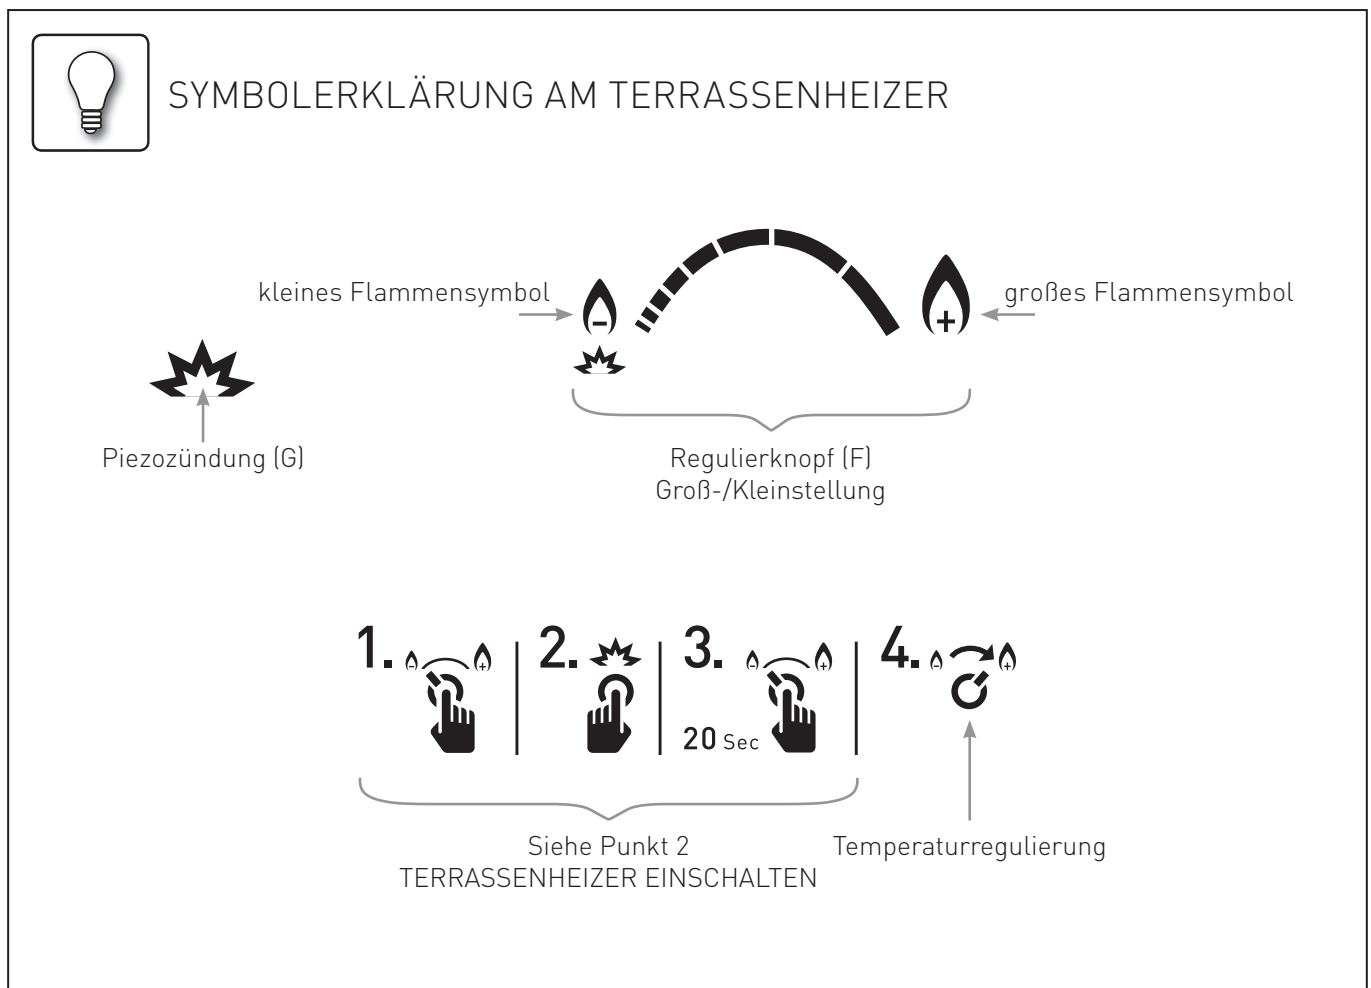 SYMBOLERKLÄRUNG AM TERRASSENHEIZER
kleines Flammensymbol
großes Flammensymbol
- +
Piezozündung (G)
Regulierknopf (F)
Groß-/Kleinstellung
1. - + 2. 3. - + 4. - +
20 Sec
Siehe Punkt 2
TERRASSENHEIZER EINSCHALTEN
Temperaturregulierung